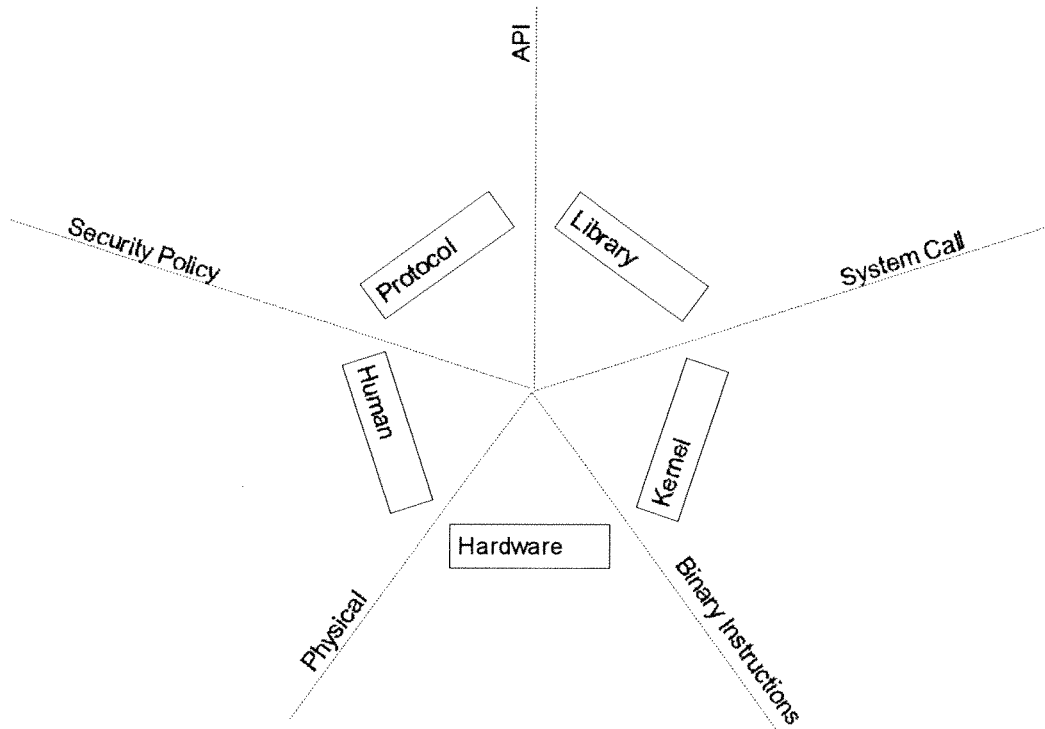 API
Security Policy
Protocol
Library
System Call
Human
Kernel
Hardware
Physical
Binary Instructions